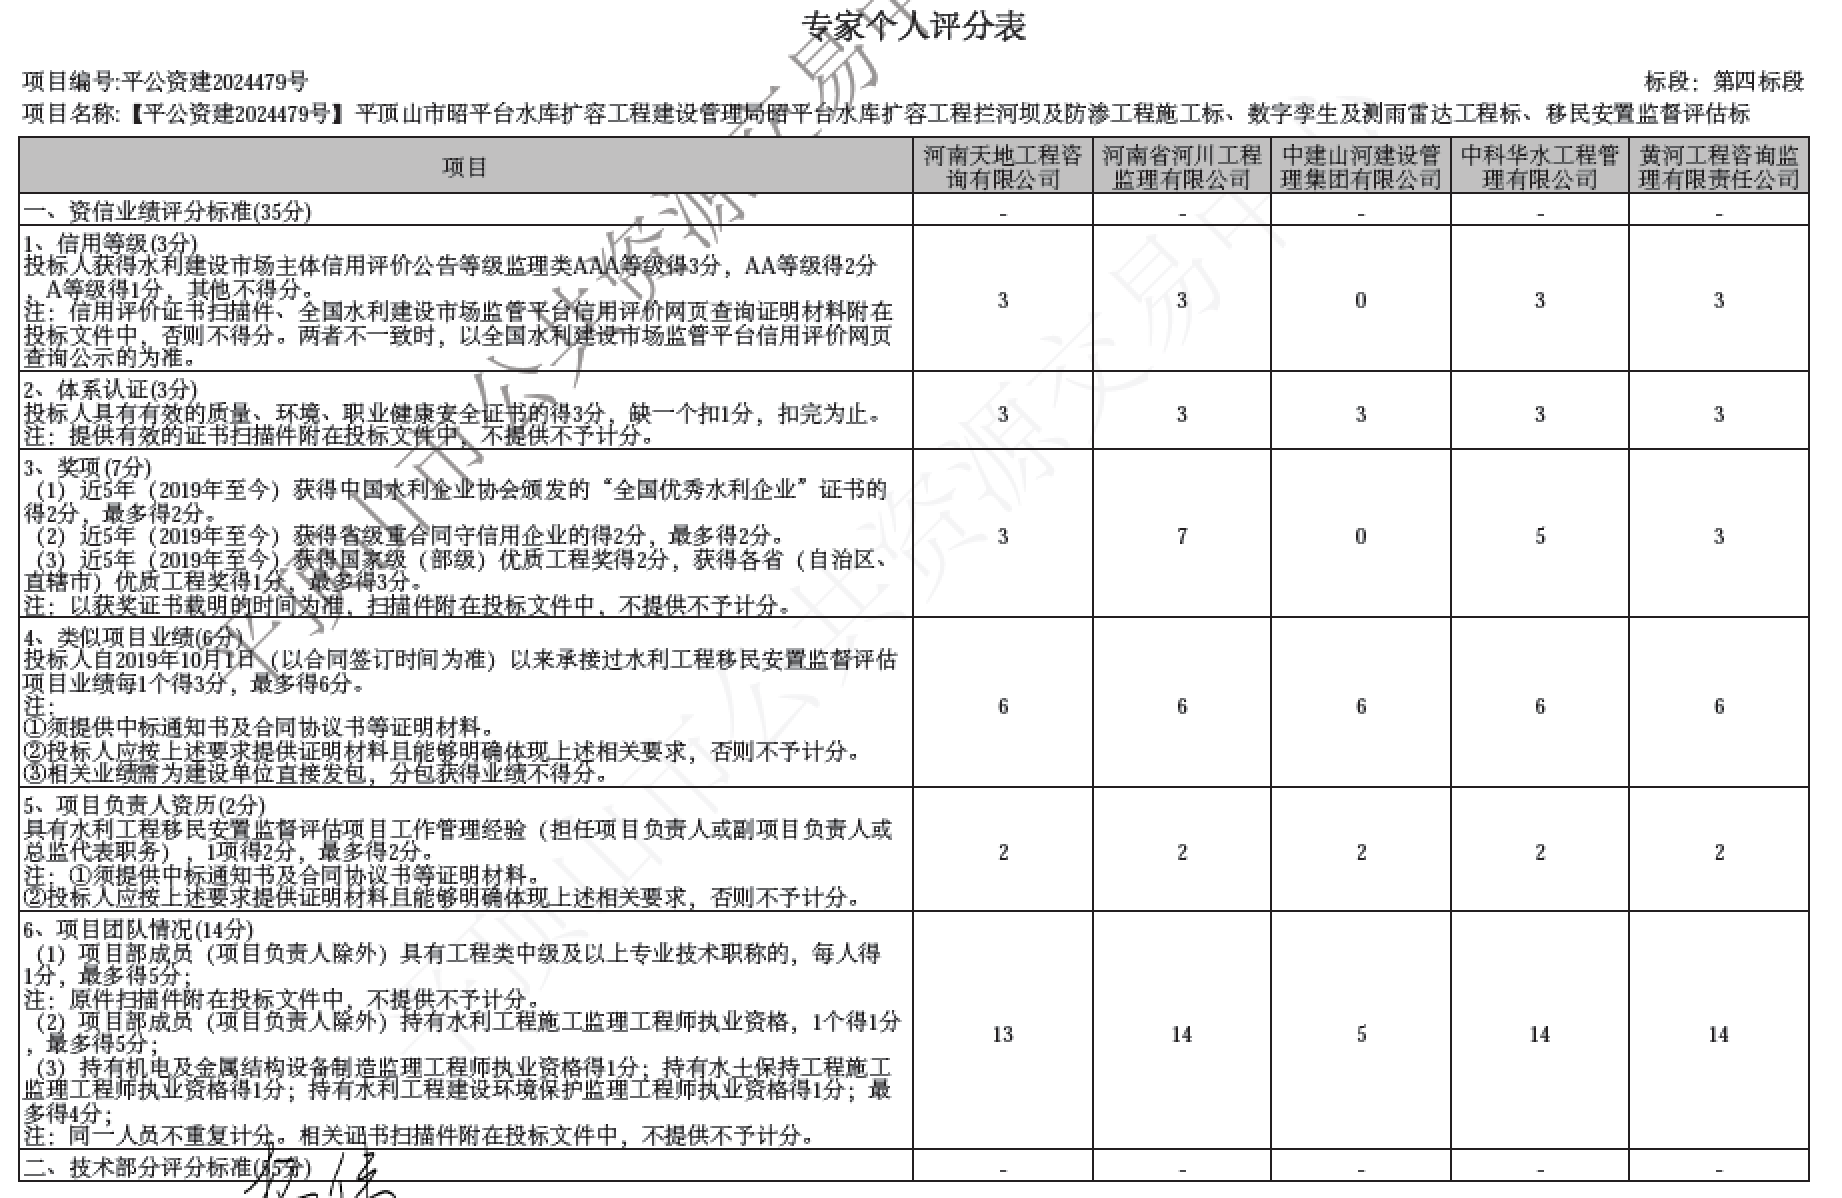 专家个人评分表
项目编号:平公资建2024479号
标段：第四标段
项目名称:【平公资建2024479号】平顶山市昭平台水库扩容工程建设管理局昭平台水库扩容工程拦河坝及防渗工程施工标、数字孪生及测雨雷达工程标、移民安置监督评估标
项目
河南天地工程咨
询有限公司
河南省河川工程
监理有限公司
中建山河建设管
理集团有限公司
中科华水工程管
理有限公司
黄河工程咨询监
理有限责任公司
一、资信业绩评分标准(35分)
- - - - -
1、信用等级(3分)
投标人获得水利建设市场主体信用评价公告等级监理类AAA等级得3分，AA等级得2分
，A等级得1分，其他不得分。
注：信用评价证书扫描件、全国水利建设市场监管平台信用评价网页查询证明材料附在
投标文件中，否则不得分。两者不一致时，以全国水利建设市场监管平台信用评价网页
查询公示的为准。
3 3 0 3 3
2、体系认证(3分)
投标人具有有效的质量、环境、职业健康安全证书的得3分，缺一个扣1分，扣完为止。
注：提供有效的证书扫描件附在投标文件中，不提供不予计分。
3 3 3 3 3
3、奖项(7分)
（1）近5年（2019年至今）获得中国水利企业协会颁发的“全国优秀水利企业”证书的
得2分，最多得2分。
（2）近5年（2019年至今）获得省级重合同守信用企业的得2分，最多得2分。
（3）近5年（2019年至今）获得国家级（部级）优质工程奖得2分，获得各省（自治区、
直辖市）优质工程奖得1分，最多得3分。
注：以获奖证书载明的时间为准，扫描件附在投标文件中，不提供不予计分。
3 7 0 5 3
4、类似项目业绩(6分)
投标人自2019年10月1日（以合同签订时间为准）以来承接过水利工程移民安置监督评估
项目业绩每1个得3分，最多得6分。
注：
①须提供中标通知书及合同协议书等证明材料。
②投标人应按上述要求提供证明材料且能够明确体现上述相关要求，否则不予计分。
③相关业绩需为建设单位直接发包，分包获得业绩不得分。
6 6 6 6 6
5、项目负责人资历(2分)
具有水利工程移民安置监督评估项目工作管理经验（担任项目负责人或副项目负责人或
总监代表职务），1项得2分，最多得2分。
注：①须提供中标通知书及合同协议书等证明材料。
②投标人应按上述要求提供证明材料且能够明确体现上述相关要求，否则不予计分。
2 2 2 2 2
6、项目团队情况(14分)
（1）项目部成员（项目负责人除外）具有工程类中级及以上专业技术职称的，每人得
1分，最多得5分；
注：原件扫描件附在投标文件中，不提供不予计分。
（2）项目部成员（项目负责人除外）持有水利工程施工监理工程师执业资格，1个得1分
，最多得5分；
（3）持有机电及金属结构设备制造监理工程师执业资格得1分；持有水土保持工程施工
监理工程师执业资格得1分；持有水利工程建设环境保护监理工程师执业资格得1分；最
多得4分；
注：同一人员不重复计分。相关证书扫描件附在投标文件中，不提供不予计分。
13 14 5 14 14
二、技术部分评分标准(55分)
- - - - -
平顶山市公共资源交易中
平顶山市公共资源交易中心